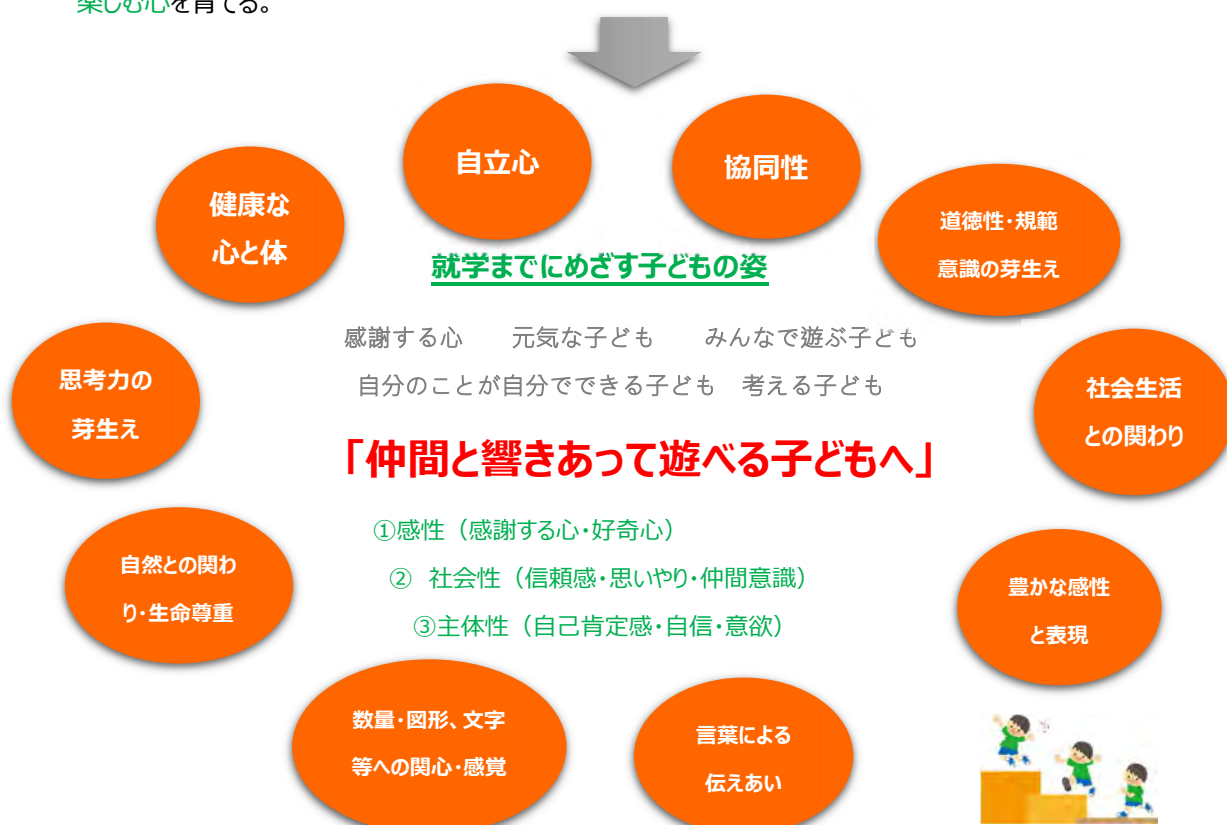 楽しむ心を育てる。
自立心
協同性
健康な
心と体
道徳性・規範
意識の芽生え
就学までにめざす子どもの姿
感謝する心　元気な子ども　みんなで遊ぶ子ども
自分のことが自分でできる子ども　考える子ども
思考力の
芽生え
社会生活
との関わり
「仲間と響きあって遊べる子どもへ」
①感性（感謝する心・好奇心）
②　社会性（信頼感・思いやり・仲間意識）
③主体性（自己肯定感・自信・意欲）
自然との関わ
り・生命尊重
豊かな感性
と表現
数量・図形、文字
等への関心・感覚
言葉による
伝えあい